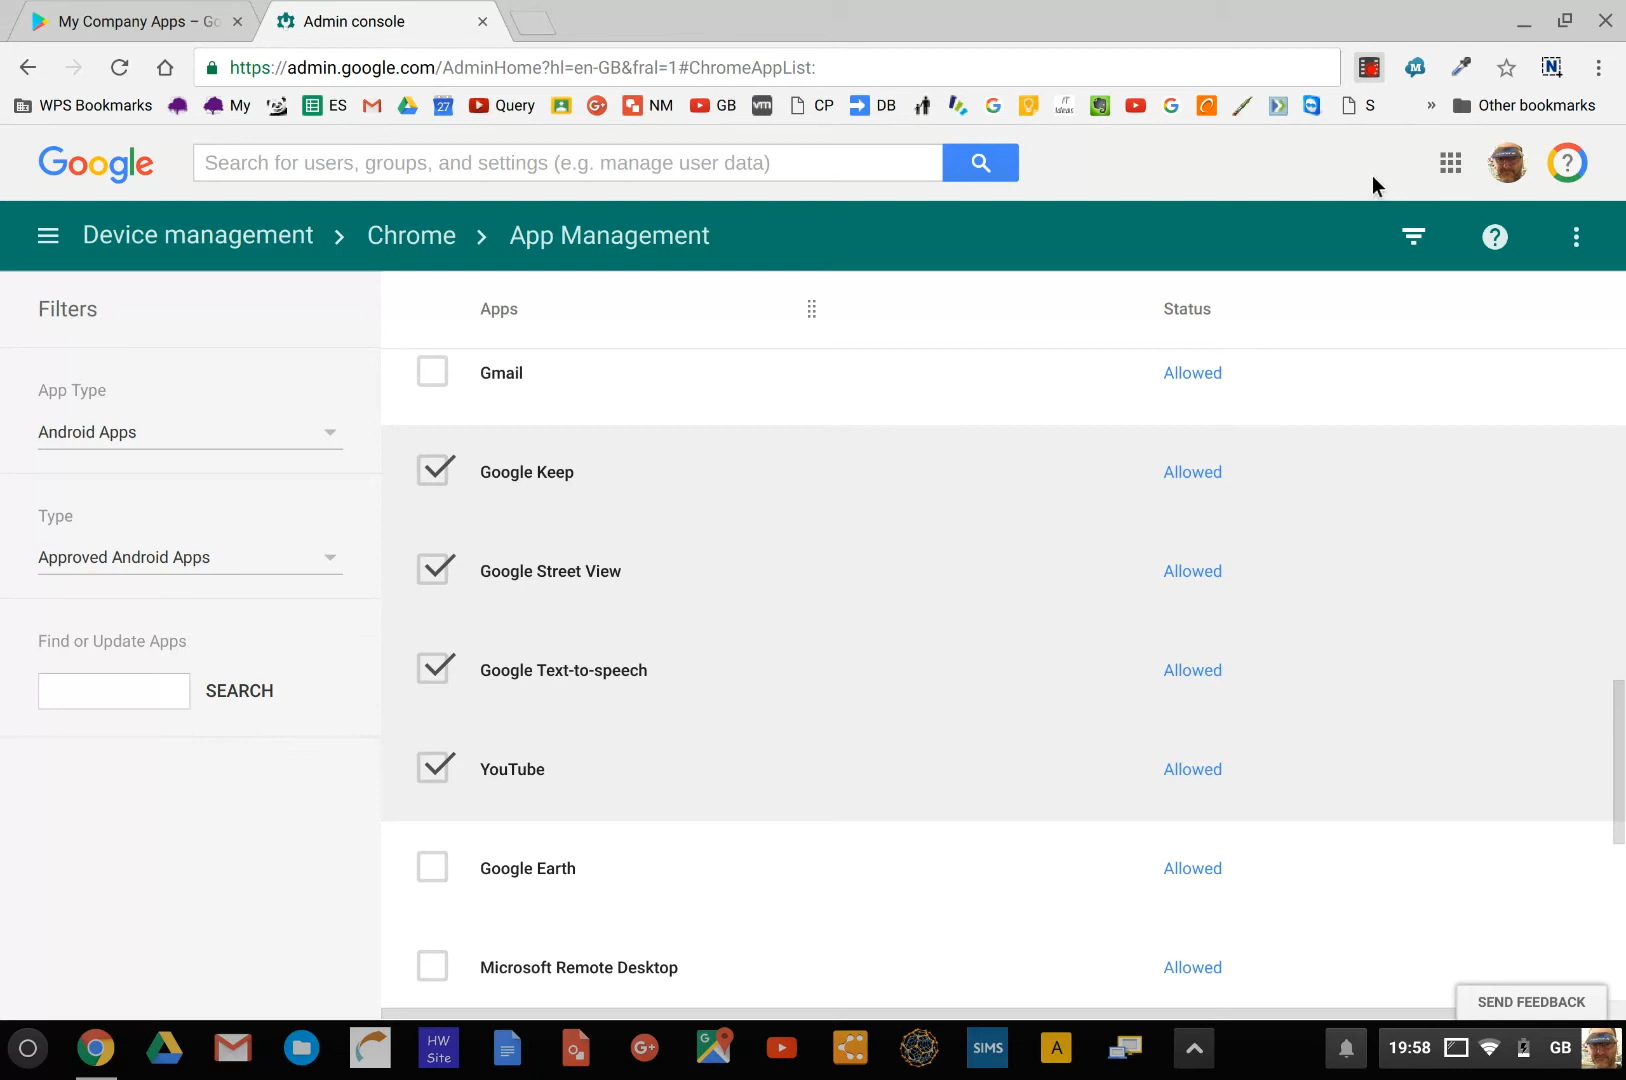 My Company Apps – Go
Admin console
https://admin.google.com/AdminHome?hl=en-GB&fral=1#ChromeAppList:
WPS Bookmarks
My
ES
27
Query
NM
GB
vm
CP
DB
IT
Ideas
S
»
Other bookmarks
Google
Search for users, groups, and settings (e.g. manage user data)
Device management > Chrome > App Management
Filters
Apps
Status
App Type
Android Apps
Type
Approved Android Apps
Find or Update Apps
SEARCH
Gmail
Allowed
Google Keep
Allowed
Google Street View
Allowed
Google Text-to-speech
Allowed
YouTube
Allowed
Google Earth
Allowed
Microsoft Remote Desktop
Allowed
SEND FEEDBACK
HW
Site
SIMS
A
19:58
GB